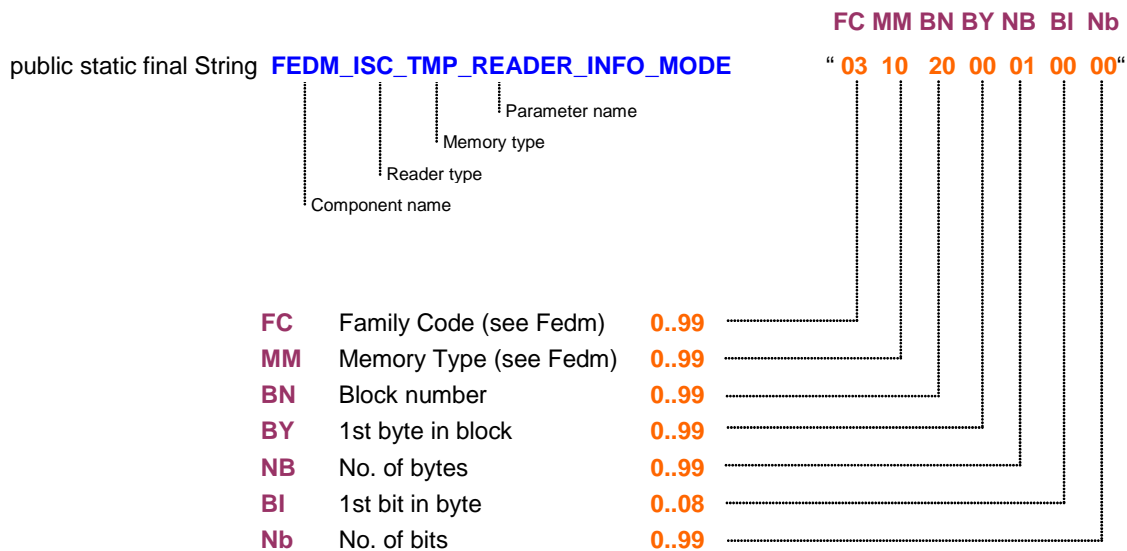 FC MM BN BY NB BI Nb
public static final String FEDM_ISC_TMP_READER_INFO_MODE “ 03 10 20 00 01 00 00“
Parameter name
Memory type
Reader type
Component name
FC Family Code (see Fedm) 0..99
MM Memory Type (see Fedm) 0..99
BN Block number 0..99
BY 1st byte in block 0..99
NB No. of bytes 0..99
BI 1st bit in byte 0..08
Nb No. of bits 0..99